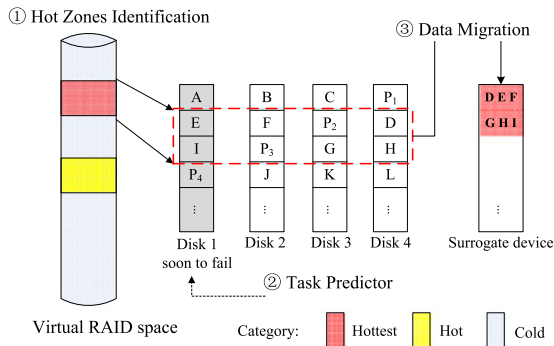 ① Hot Zones Identification
③ Data Migration
A B C P₁
E F P₂ D
I P₃ G H
P₄ J K L
⋮ ⋮ ⋮ ⋮ ⋮
D E F
G H I
Disk 1 Disk 2 Disk 3 Disk 4 Surrogate device
soon to fail
② Task Predictor
Virtual RAID space
Category: Hottest Hot Cold